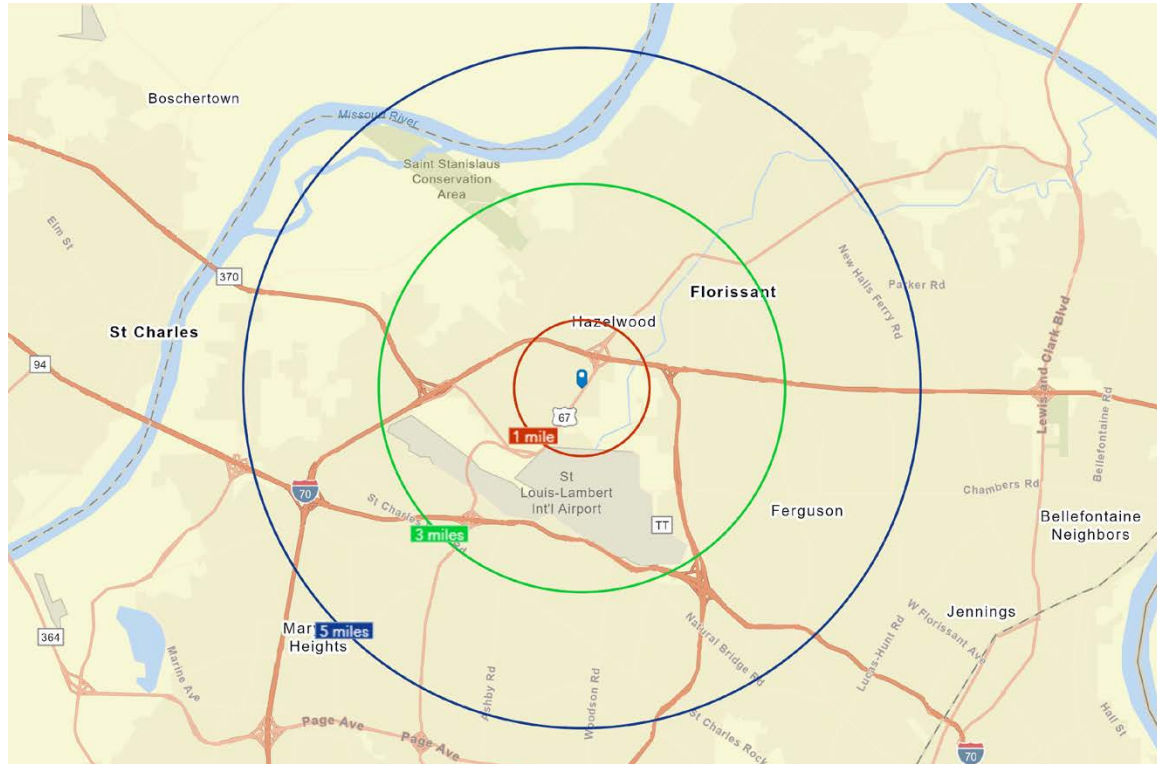 Boschertown
Missouri River
Saint Stanislaus
Conservation
Area
Elm St
370
New Halls Ferry Rd
Parker Rd
Florissant
St Charles
Hazelwood
94
Lewis and Clark Blvd
67
1 mile
Bellefontaine Rd
St
Louis-Lambert
Int'l Airport
70
Chambers Rd
St Charles Rd
3 miles
TT
Ferguson
Bellefontaine
Neighbors
Jennings
W Florissant Ave
364
5 miles
Heights
Marine Ave
Natural Bridge Rd
Lucas-Hunt Rd
Ashby Rd
Woodson Rd
Page Ave
Page Ave
St Charles Rock
Hall St
70